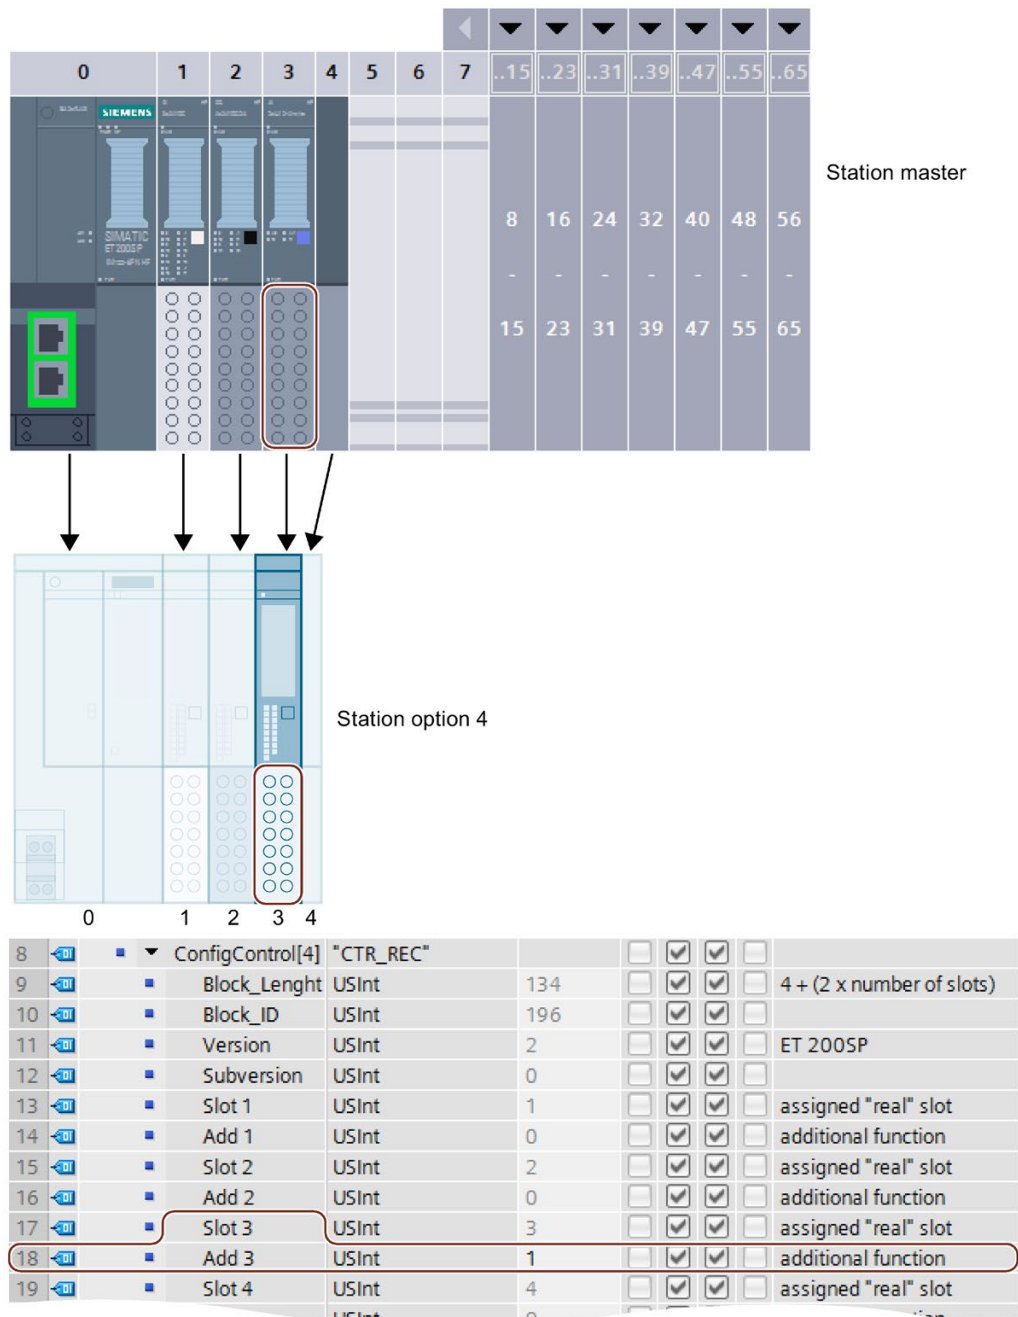 0 1 2 3 4 5 6 7 ..15 ..23 ..31 ..39 ..47 ..55 ..65
SIEMENS
Station master
8 16 24 32 40 48 56
SIMATIC
ET 200SP
- - - - - - -
15 23 31 39 47 55 65
Station option 4
0 1 2 3 4
8 ConfigControl[4] "CTR_REC"
9 Block_Lenght USInt 134 4 + (2 x number of slots)
10 Block_ID USInt 196
11 Version USInt 2 ET 200SP
12 Subversion USInt 0
13 Slot 1 USInt 1 assigned "real" slot
14 Add 1 USInt 0 additional function
15 Slot 2 USInt 2 assigned "real" slot
16 Add 2 USInt 0 additional function
17 Slot 3 USInt 3 assigned "real" slot
18 Add 3 USInt 1 additional function
19 Slot 4 USInt 4 assigned "real" slot